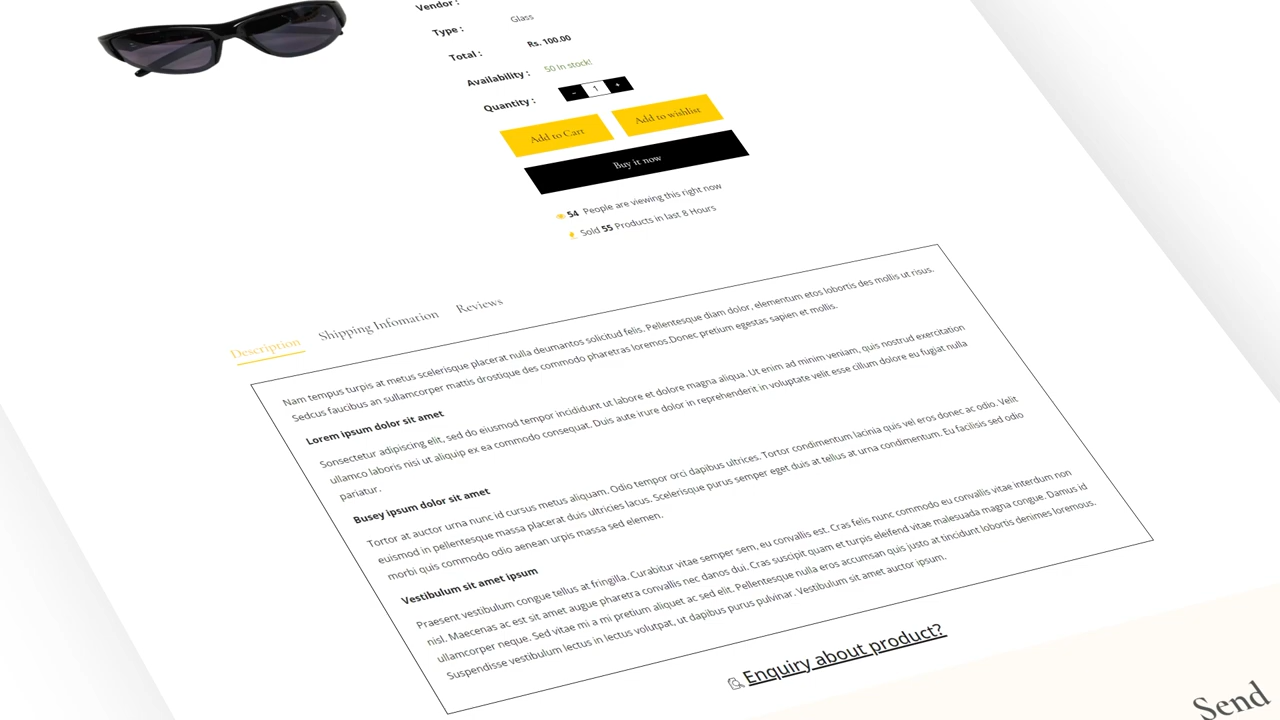 Vendor :
Type : Glass
Total : Rs. 100.00
Availability : 50 In stock!
Quantity : - 1 +
Add to Cart Add to wishlist
Buy it now
54 People are viewing this right now
Sold 55 Products in last 8 Hours
Description Shipping Infomation Reviews
Nam tempus turpis at metus scelerisque placerat nulla deumantos solicitud felis. Pellentesque diam dolor, elementum etos lobortis des mollis ut risus.
Sedcus faucibus an sullamcorper mattis drostique des commodo pharetras loremos.Donec pretium egestas sapien et mollis.
Lorem ipsum dolor sit amet
Sonsectetur adipiscing elit, sed do eiusmod tempor incididunt ut labore et dolore magna aliqua. Ut enim ad minim veniam, quis nostrud exercitation
ullamco laboris nisi ut aliquip ex ea commodo consequat. Duis aute irure dolor in reprehenderit in voluptate velit esse cillum dolore eu fugiat nulla
pariatur.
Busey ipsum dolor sit amet
Tortor at auctor urna nunc id cursus metus aliquam. Odio tempor orci dapibus ultrices. Tortor condimentum lacinia quis vel eros donec ac odio. Velit
euismod in pellentesque massa placerat duis ultricies lacus. Scelerisque purus semper eget duis at tellus at urna condimentum. Eu facilisis sed odio
morbi quis commodo odio aenean urpis massa sed elemen.
Vestibulum sit amet ipsum
Praesent vestibulum congue tellus at fringilla. Curabitur vitae semper sem, eu convallis est. Cras felis nunc commodo eu convallis vitae interdum non
nisl. Maecenas ac est sit amet augue pharetra convallis nec danos dui. Cras suscipit quam et turpis eleifend vitae malesuada magna congue. Damus id
ullamcorper neque. Sed vitae mi a mi pretium aliquet ac sed elit. Pellentesque nulla eros accumsan quis justo at tincidunt lobortis denimes loremous.
Suspendisse vestibulum lectus in lectus volutpat, ut dapibus purus pulvinar. Vestibulum sit amet auctor ipsum.
Enquiry about product?
Send